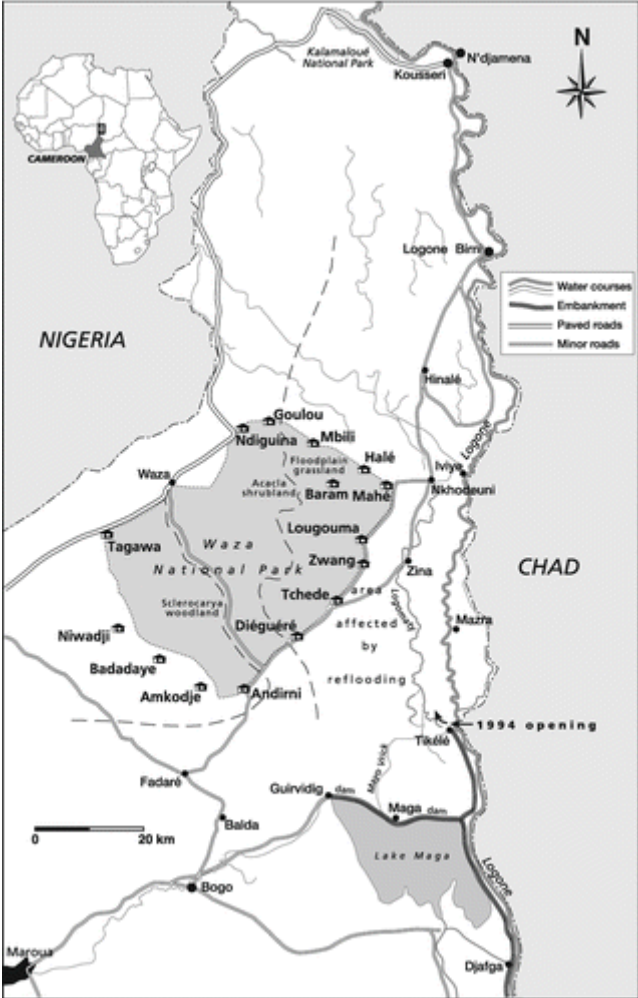 Kalamaloué
National Park
N'djamena
Kousseri
N
CAMEROON
Logone Birni
Water courses
Embankment
Paved roads
Minor roads
NIGERIA
Hinalé
Goulou
Ndiguina
Mbili
Floodplain
grassland
Halé
Logone
Iviye
Waza
Acacia
shrubland
Baram
Mahé
Nkhodeuni
Lougouma
Tagawa
Waza
National Park
Zwang
Zina
CHAD
Tchede
area
Sclerocarya
woodland
Logomatya
Niwadji
Diéguéré
affected
by
reflooding
Mazra
Badadaye
Amkodje
Andirni
1994 opening
Tikélé
Mayo Vrick
Fadaré
Guirvidig
dam
Maga
dam
Balda
0
20 km
Lake Maga
Logone
Bogo
Maroua
Djafga